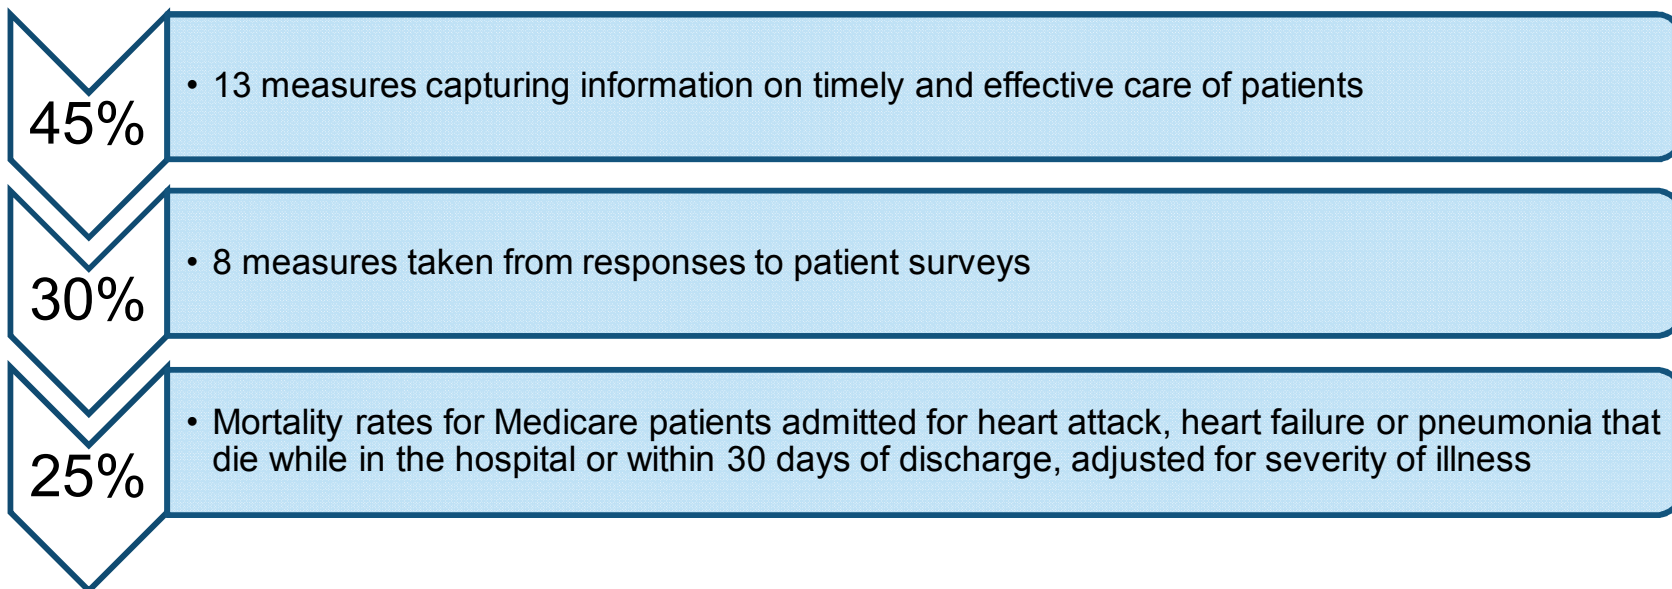 45%
• 13 measures capturing information on timely and effective care of patients
30%
• 8 measures taken from responses to patient surveys
25%
• Mortality rates for Medicare patients admitted for heart attack, heart failure or pneumonia that
die while in the hospital or within 30 days of discharge, adjusted for severity of illness